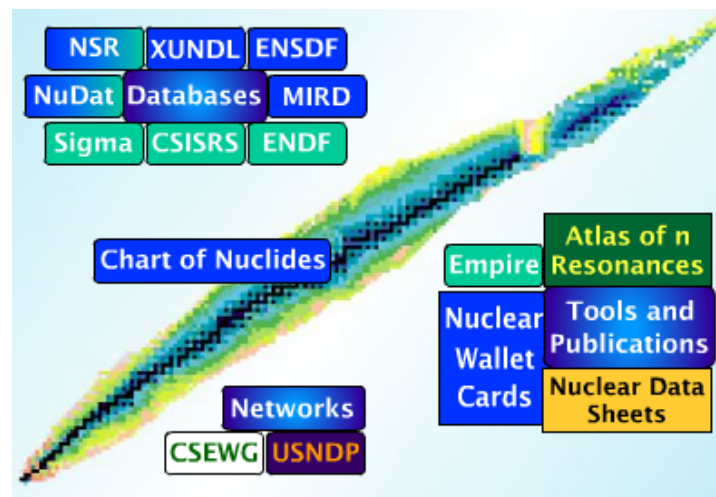 NSR XUNDL ENSDF
NuDat Databases MIRD
Sigma CSISRS ENDF
Chart of Nuclides
Empire
Atlas of n
Resonances
Nuclear
Wallet
Cards
Tools and
Publications
Nuclear Data
Sheets
Networks
CSEWG USNDP